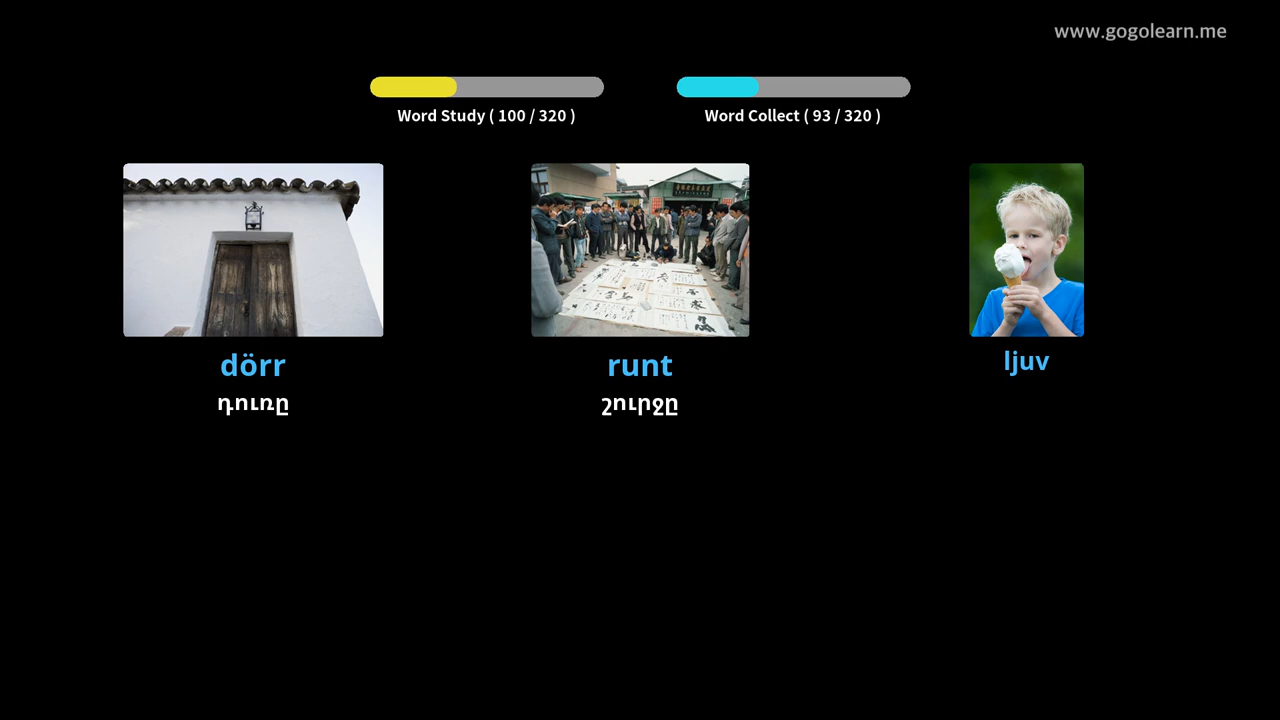 www.gogolearn.me
Word Study ( 100 / 320 )
Word Collect ( 93 / 320 )
dörr
runt
ljuv
դուռը
շուրջը